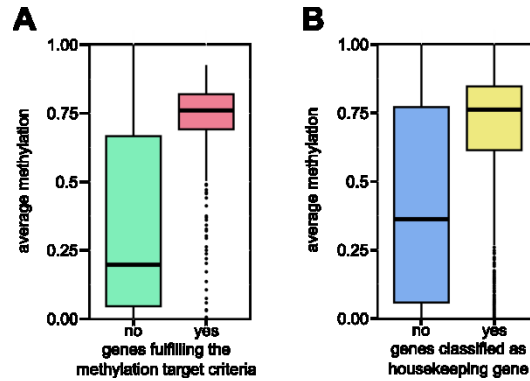 A
1.00
0.75
0.5
0.25
0.00
average methylation
no yes
genes fulfilling the
methylation target criteria
B
1.00
0.75
0.5
0.25
0.00
average methylation
no yes
genes classified as
housekeeping gene